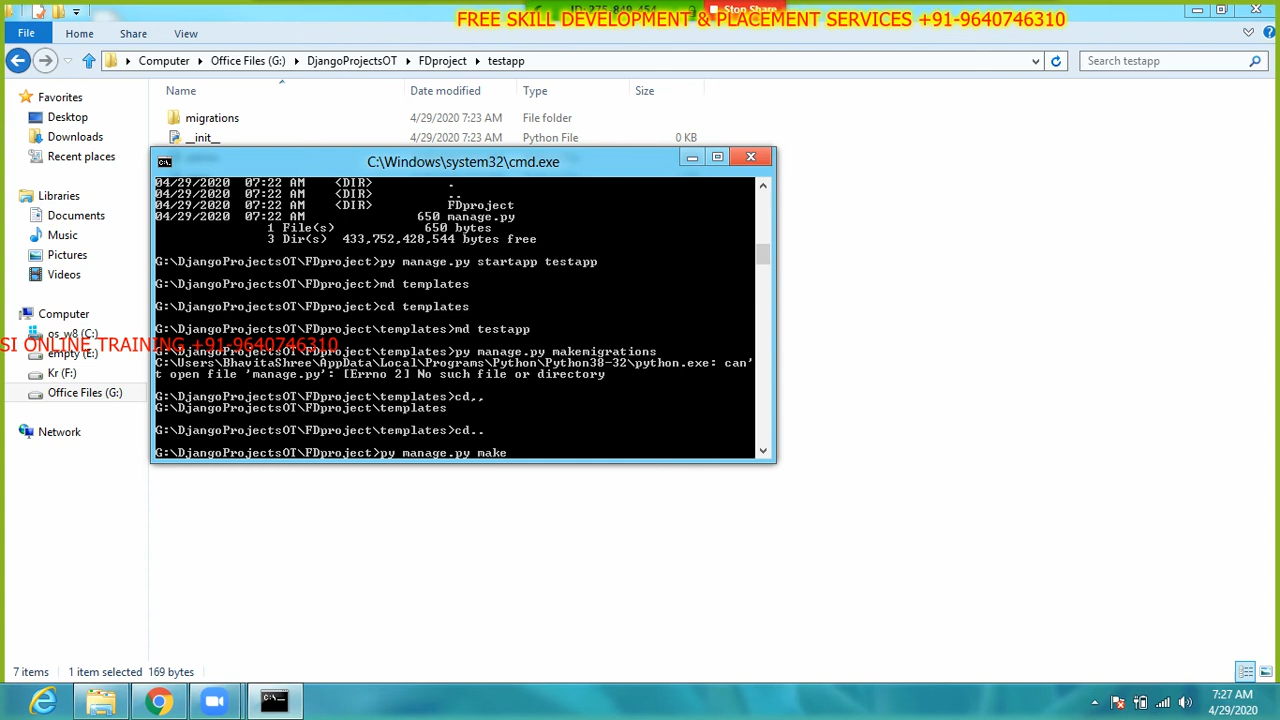 ID: 275-849-454 Stop Share
FREE SKILL DEVELOPMENT & PLACEMENT SERVICES +91-9640746310
File Home Share View
Computer Office Files (G:) DjangoProjectsOT FDproject testapp
Search testapp
Name Date modified Type Size
Favorites
Desktop
Downloads
Recent places
Libraries
Documents
Music
Pictures
Videos
Computer
os_w8 (C:)
empty (E:)
Kr (F:)
Office Files (G:)
Network
migrations 4/29/2020 7:23 AM File folder
__init__ 4/29/2020 7:23 AM Python File 0 KB
C:\Windows\system32\cmd.exe
04/29/2020 07:22 AM <DIR> .
04/29/2020 07:22 AM <DIR> ..
04/29/2020 07:22 AM <DIR> FDproject
04/29/2020 07:22 AM 650 manage.py
1 File(s) 650 bytes
3 Dir(s) 433,752,428,544 bytes free
G:\DjangoProjectsOT\FDproject>py manage.py startapp testapp
G:\DjangoProjectsOT\FDproject>md templates
G:\DjangoProjectsOT\FDproject>cd templates
G:\DjangoProjectsOT\FDproject\templates>md testapp
G:\DjangoProjectsOT\FDproject\templates>py manage.py makemigrations
C:\Users\BhavitaShree\AppData\Local\Programs\Python\Python38-32\python.exe: can'
t open file 'manage.py': [Errno 2] No such file or directory
G:\DjangoProjectsOT\FDproject\templates>cd,,
G:\DjangoProjectsOT\FDproject\templates
G:\DjangoProjectsOT\FDproject\templates>cd..
G:\DjangoProjectsOT\FDproject>py manage.py make
SI ONLINE TRAINING +91-9640746310
7 items 1 item selected 169 bytes
7:27 AM
4/29/2020